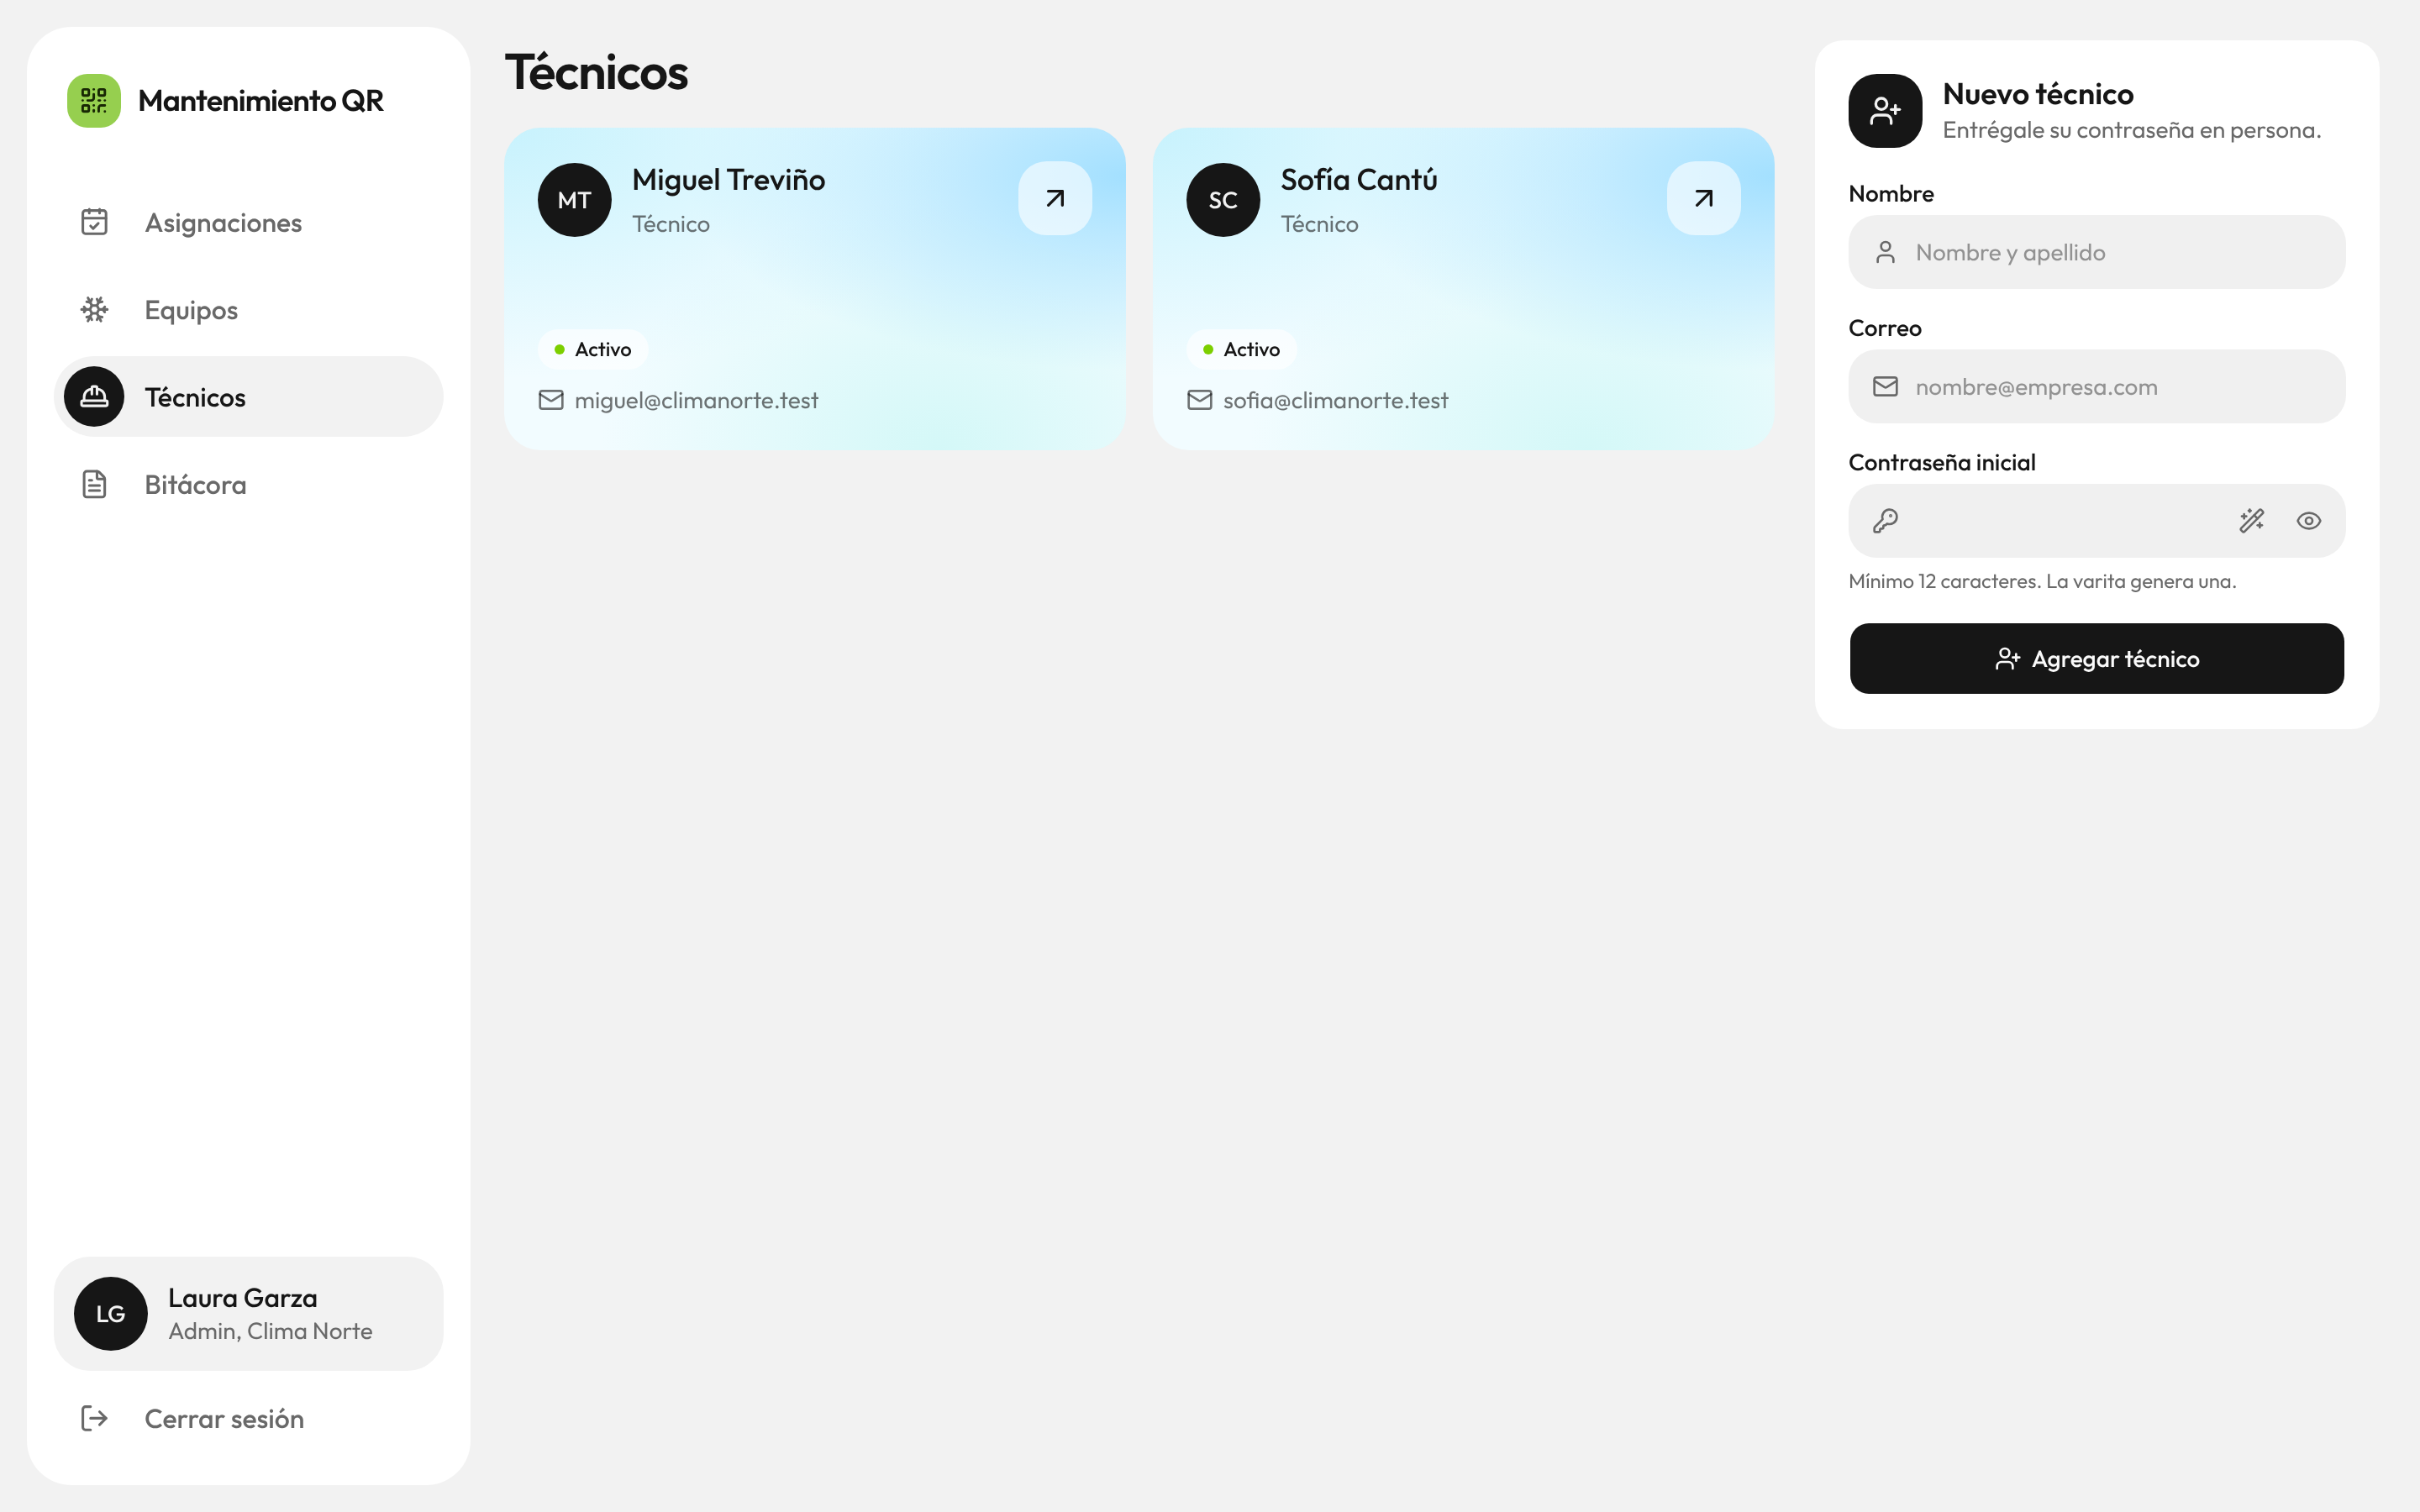 Mantenimiento QR
Asignaciones
Equipos
Técnicos
Bitácora
Laura Garza
LG
Admin, Clima Norte
Cerrar sesión
Técnicos
MT
Miguel Treviño
Técnico
Activo
miguel@climanorte.test
SC
Sofía Cantú
Técnico
Activo
sofia@climanorte.test
Nuevo técnico
Entrégale su contraseña en persona.
Nombre
Nombre y apellido
Correo
nombre@empresa.com
Contraseña inicial
Mínimo 12 caracteres. La varita genera una.
Agregar técnico